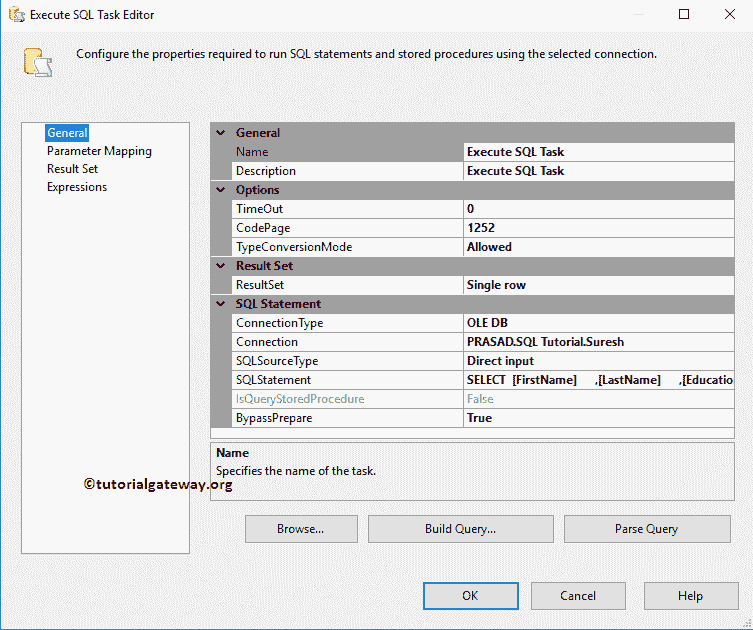 Execute SQL Task Editor
Configure the properties required to run SQL statements and stored procedures using the selected connection.
General
Parameter Mapping
Result Set
Expressions
General
Name Execute SQL Task
Description Execute SQL Task
Options
TimeOut 0
CodePage 1252
TypeConversionMode Allowed
Result Set
ResultSet Single row
SQL Statement
ConnectionType OLE DB
Connection PRASAD.SQL Tutorial.Suresh
SQLSourceType Direct input
SQLStatement SELECT [FirstName] ,[LastName] ,[Educatio
IsQueryStoredProcedure False
BypassPrepare True
Name
Specifies the name of the task.
©tutorialgateway.org
Browse... Build Query... Parse Query
OK Cancel Help